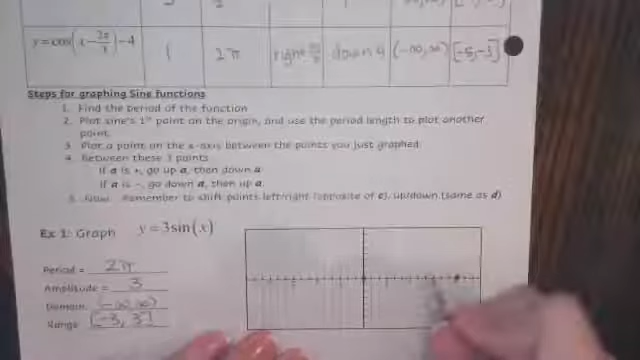 y = cos(x - 2π/3) - 4 1 2π right down 4 (-∞, ∞) [-5, -3]
Steps for graphing Sine functions
1. Find the period of the function
2. Plot sine's 1st point on the origin, and use the period length to plot another
point.
3. Plot a point on the x-axis between the points you just graphed
4. Between these 3 points
If a is +, go up a, then down a
If a is -, go down a, then up a
5. Now. Remember to shift points left/right (opposite of c), up/down (same as d)
Ex 1: Graph y = 3sin(x)
Period = 2π
Amplitude = 3
Domain: (-∞, ∞)
Range: [-3, 3]